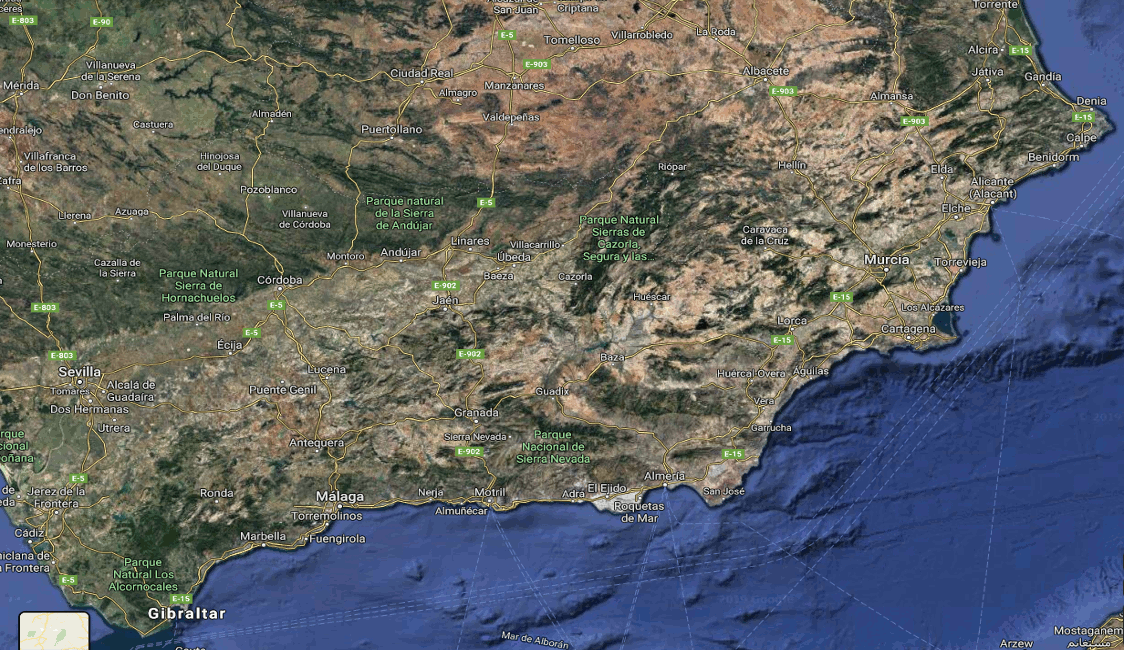 Torrente
San Juan
Criptana
E-803
E-90
E-5
Tomelloso
Villarrobledo
La Roda
Alcira
E-15
Villanueva
de la Serena
Ciudad Real
E-903
Albacete
Játiva
Gandía
Mérida
Don Benito
Almagro
Manzanares
E-903
Almansa
Denia
Castuera
Almadén
Puertollano
Valdepeñas
E-903
E-15
Calpe
Villafranca
de los Barros
Hinojosa
del Duque
Riópar
Hellín
Elda
Benidorm
Pozoblanco
Alicante
(Alacant)
Llerena
Azuaga
Villanueva
de Córdoba
Parque natural
de la Sierra
de Andújar
E-5
Elche
Parque Natural
Sierras de
Cazorla,
Segura y las...
Caravaca
de la Cruz
Monesterio
Montoro
Andújar
Linares
Úbeda
Villacarrillo
Murcia
Torrevieja
Cazalla de
la Sierra
Parque Natural
Sierra de
Hornachuelos
Córdoba
Baeza
Cazorla
E-902
Jaén
Huéscar
E-15
E-803
E-5
Los Alcázares
Palma del Río
Lorca
Cartagena
E-5
Écija
E-15
E-803
E-902
Baza
Sevilla
Lucena
Huércal-Overa
Águilas
Tomares
Alcalá de
Guadaíra
Puente Genil
Guadix
Dos Hermanas
Vera
Utrera
Granada
Garrucha
Antequera
Sierra Nevada
Parque
Nacional de
Sierra Nevada
E-902
E-15
E-5
Jerez de la
Frontera
Ronda
Málaga
Nerja
Motril
Adra
El Ejido
Almería
San José
Torremolinos
Almuñécar
Roquetas
de Mar
Cádiz
Marbella
Fuengirola
Frontera
Parque
Natural Los
Alcornocales
E-5
E-15
Gibraltar
Mar de Alborán
Arzew
Mostaganem
مستغانم